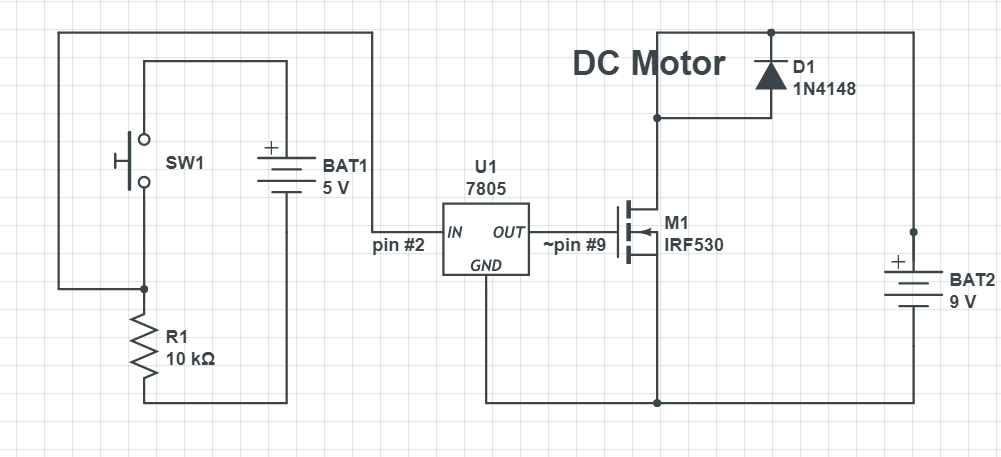 DC Motor
D1
1N4148
SW1
+
BAT1
5 V
U1
7805
IN
OUT
GND
pin #2
~pin #9
M1
IRF530
+
BAT2
9 V
R1
10 kΩ